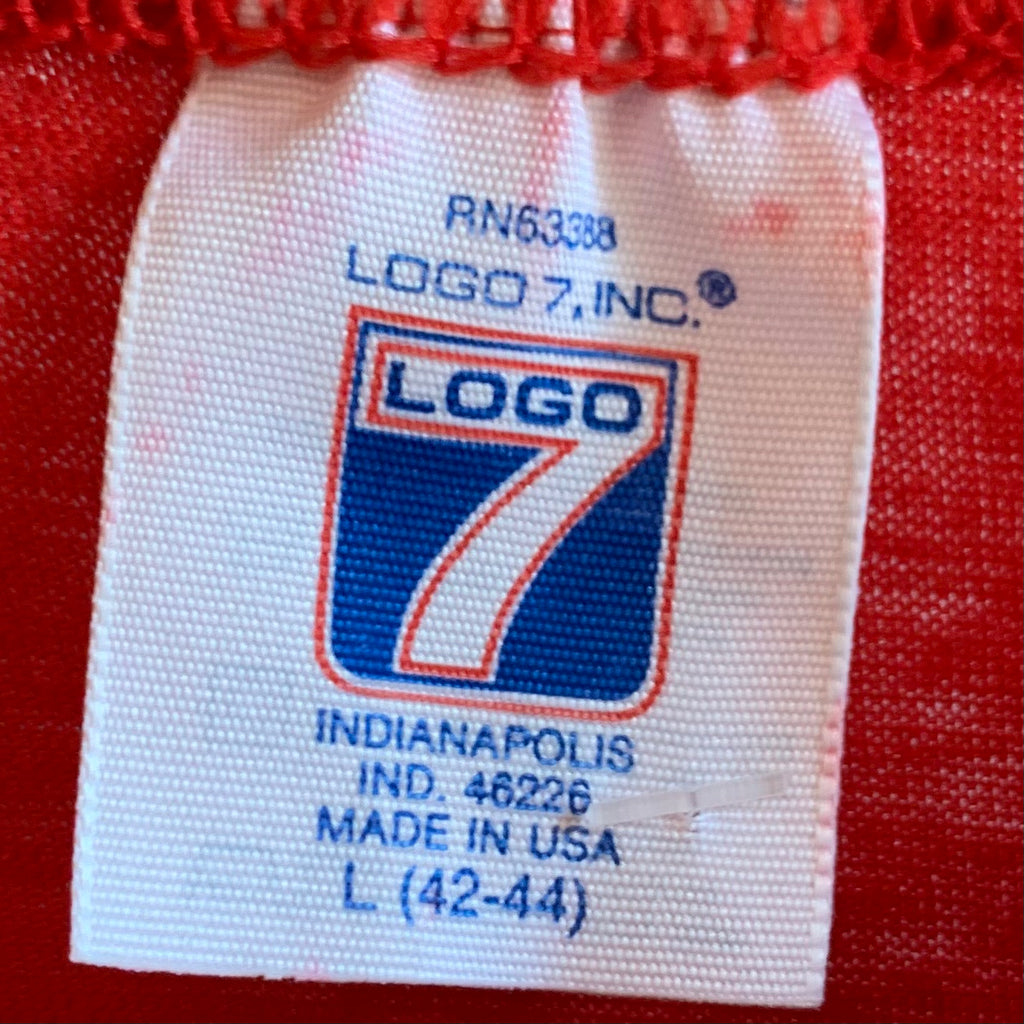 RN63388
LOGO 7, INC.®
LOGO
7
INDIANAPOLIS
IND. 46226
MADE IN USA
L (42-44)